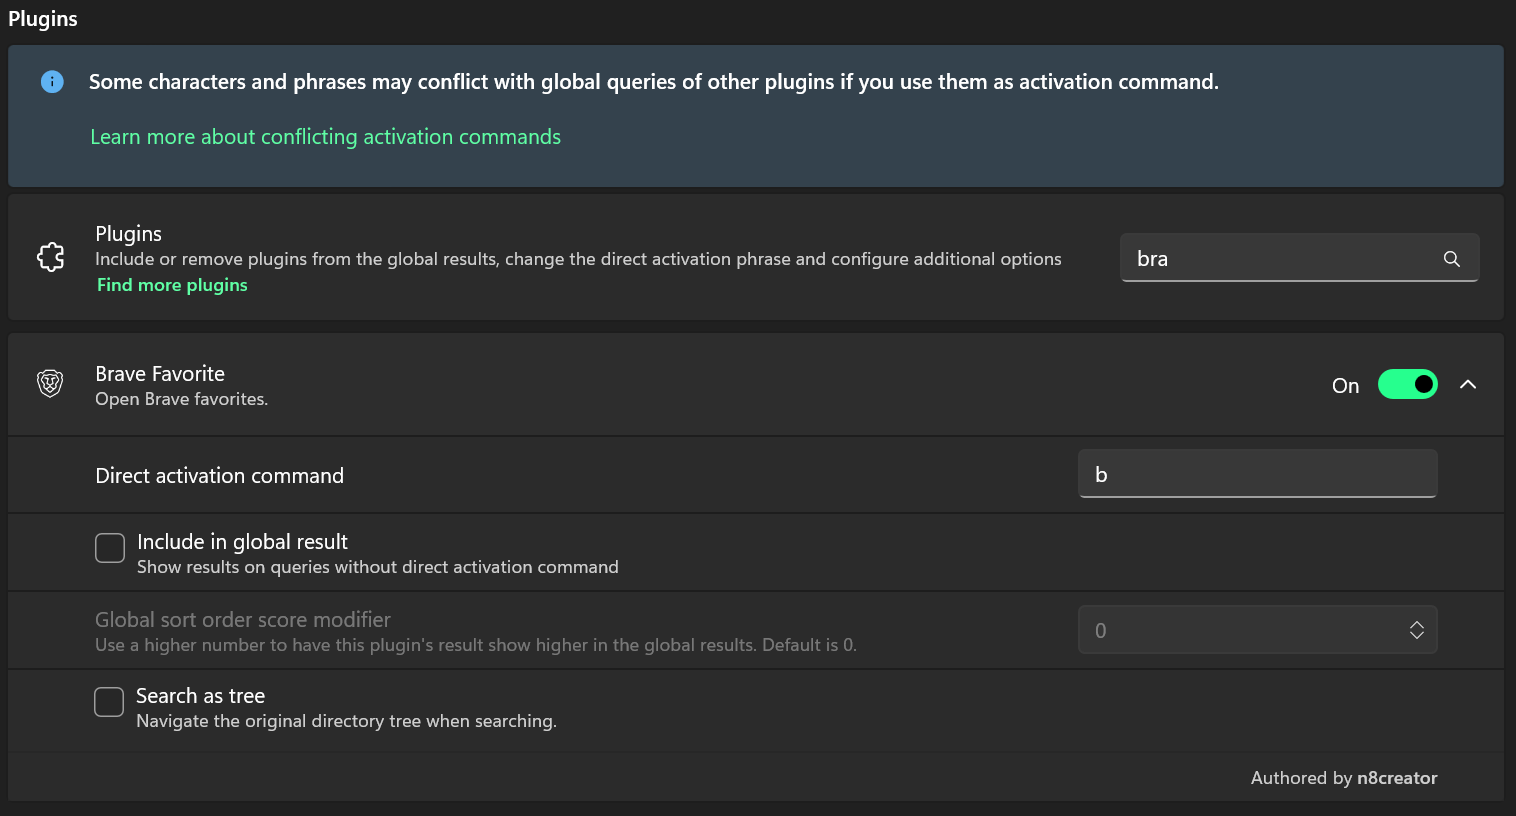 Plugins
Some characters and phrases may conflict with global queries of other plugins if you use them as activation command.
Learn more about conflicting activation commands
Plugins
Include or remove plugins from the global results, change the direct activation phrase and configure additional options
Find more plugins
bra
Brave Favorite
Open Brave favorites.
On
Direct activation command
b
Include in global result
Show results on queries without direct activation command
Global sort order score modifier
Use a higher number to have this plugin's result show higher in the global results. Default is 0.
0
Search as tree
Navigate the original directory tree when searching.
Authored by n8creator